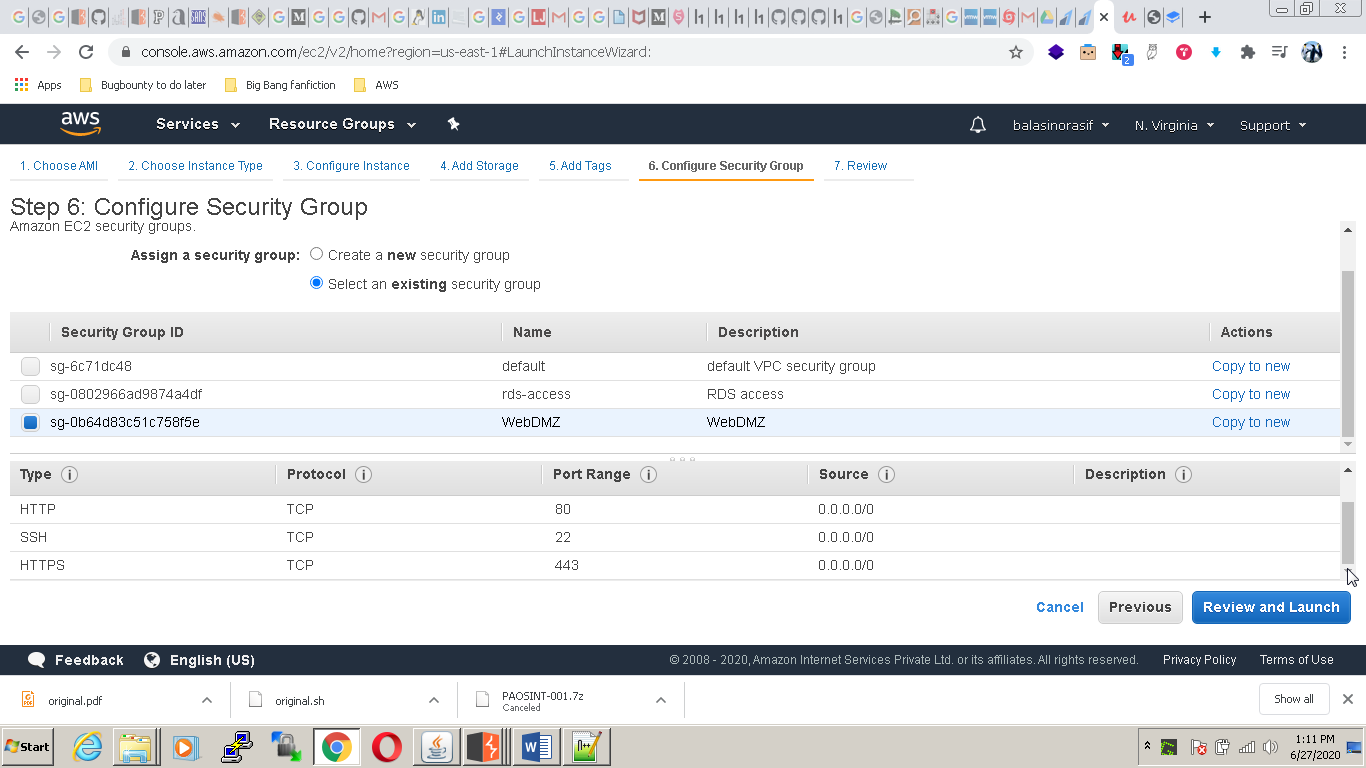 console.aws.amazon.com/ec2/v2/home?region=us-east-1#LaunchInstanceWizard:
2
Apps Bugbounty to do later Big Bang fanfiction AWS
aws Services Resource Groups balasinorasif N. Virginia Support
1. Choose AMI 2. Choose Instance Type 3. Configure Instance 4. Add Storage 5. Add Tags 6. Configure Security Group 7. Review
Step 6: Configure Security Group
Amazon EC2 security groups.
Assign a security group: Create a new security group
Select an existing security group
Security Group ID Name Description Actions
sg-6c71dc48 default default VPC security group Copy to new
sg-0802966ad9874a4df rds-access RDS access Copy to new
sg-0b64d83c51c758f5e WebDMZ WebDMZ Copy to new
Type Protocol Port Range Source Description
HTTP TCP 80 0.0.0.0/0
SSH TCP 22 0.0.0.0/0
HTTPS TCP 443 0.0.0.0/0
Cancel Previous Review and Launch
Feedback English (US) © 2008 - 2020, Amazon Internet Services Private Ltd. or its affiliates. All rights reserved. Privacy Policy Terms of Use
original.pdf original.sh PAOSINT-001.7z Show all
Canceled
Start 1:11 PM
6/27/2020